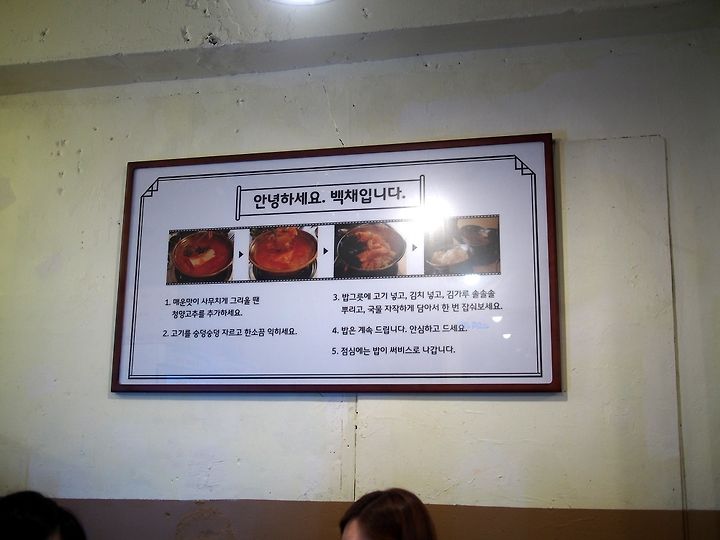 안녕하세요. 백채입니다.
1. 매운맛이 사무치게 그리울 땐
청양고추를 추가하세요.
2. 고기를 숭덩숭덩 자르고 한소끔 익히세요.
3. 밥그릇에 고기 넣고, 김치 넣고, 김가루 솔솔솔
뿌리고, 국물 자작하게 담아서 한 번 잡숴보세요.
4. 밥은 계속 드립니다. 안심하고 드세요.
5. 점심에는 밥이 써비스로 나갑니다.